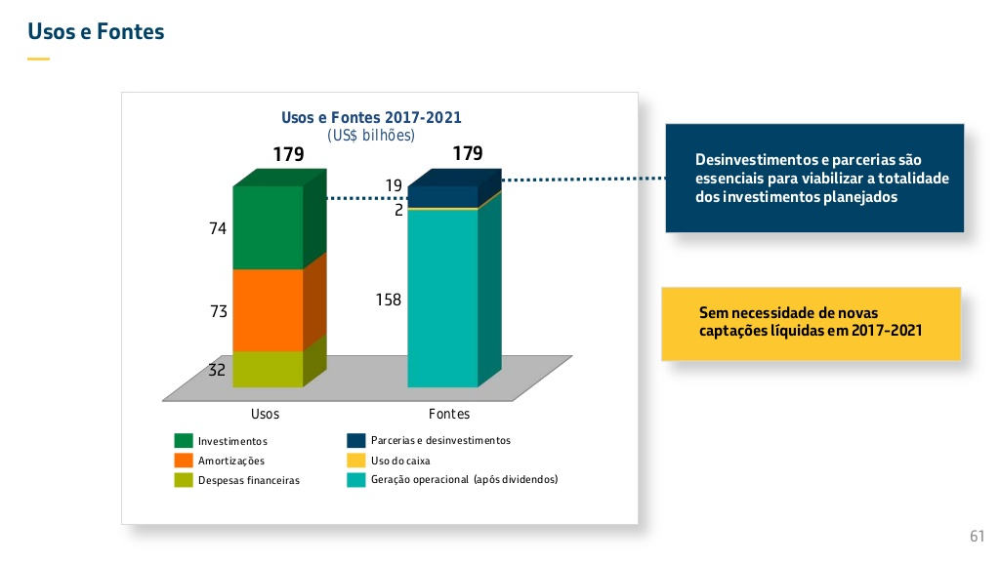 Usos e Fontes
Usos e Fontes 2017-2021
(US$ bilhões)
179
179
19
2
74
73
158
32
Usos
Fontes
Investimentos
Amortizações
Despesas financeiras
Parcerias e desinvestimentos
Uso do caixa
Geração operacional (após dividendos)
Desinvestimentos e parcerias são
essenciais para viabilizar a totalidade
dos investimentos planejados
Sem necessidade de novas
captações líquidas em 2017-2021
61